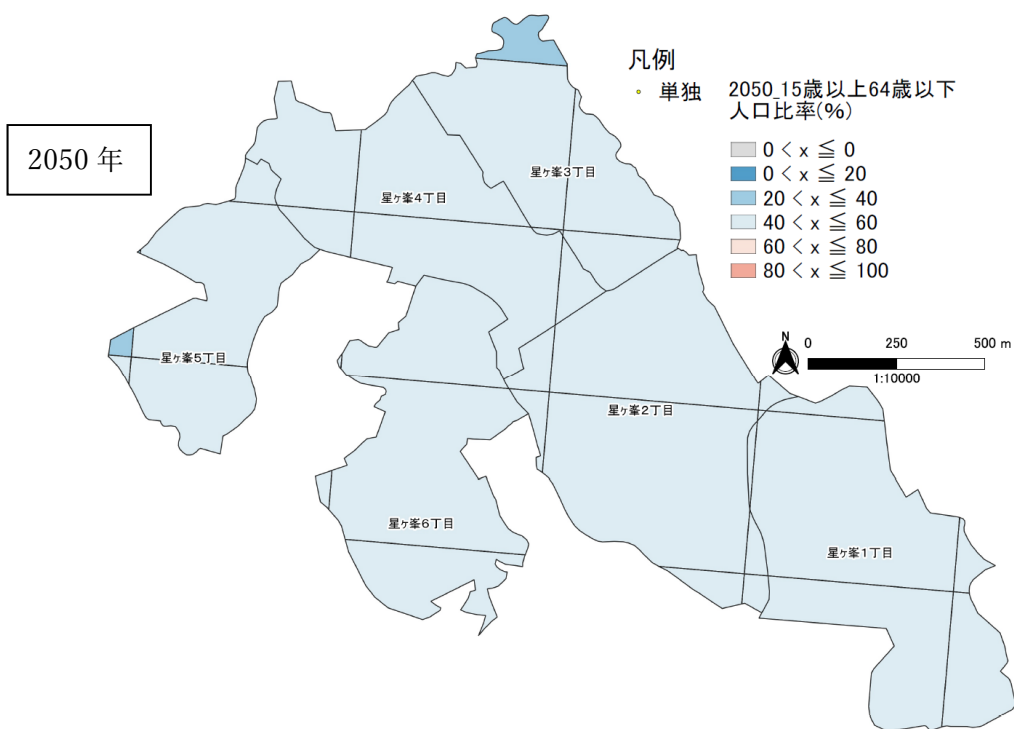 2050 年
凡例
単独
2050_15歳以上64歳以下
人口比率(%)
0 < x ≦ 0
0 < x ≦ 20
20 < x ≦ 40
40 < x ≦ 60
60 < x ≦ 80
80 < x ≦ 100
星ヶ峯3丁目
星ヶ峯4丁目
N
0 250 500 m
1:10000
星ヶ峯5丁目
星ヶ峯2丁目
星ヶ峯6丁目
星ヶ峯1丁目